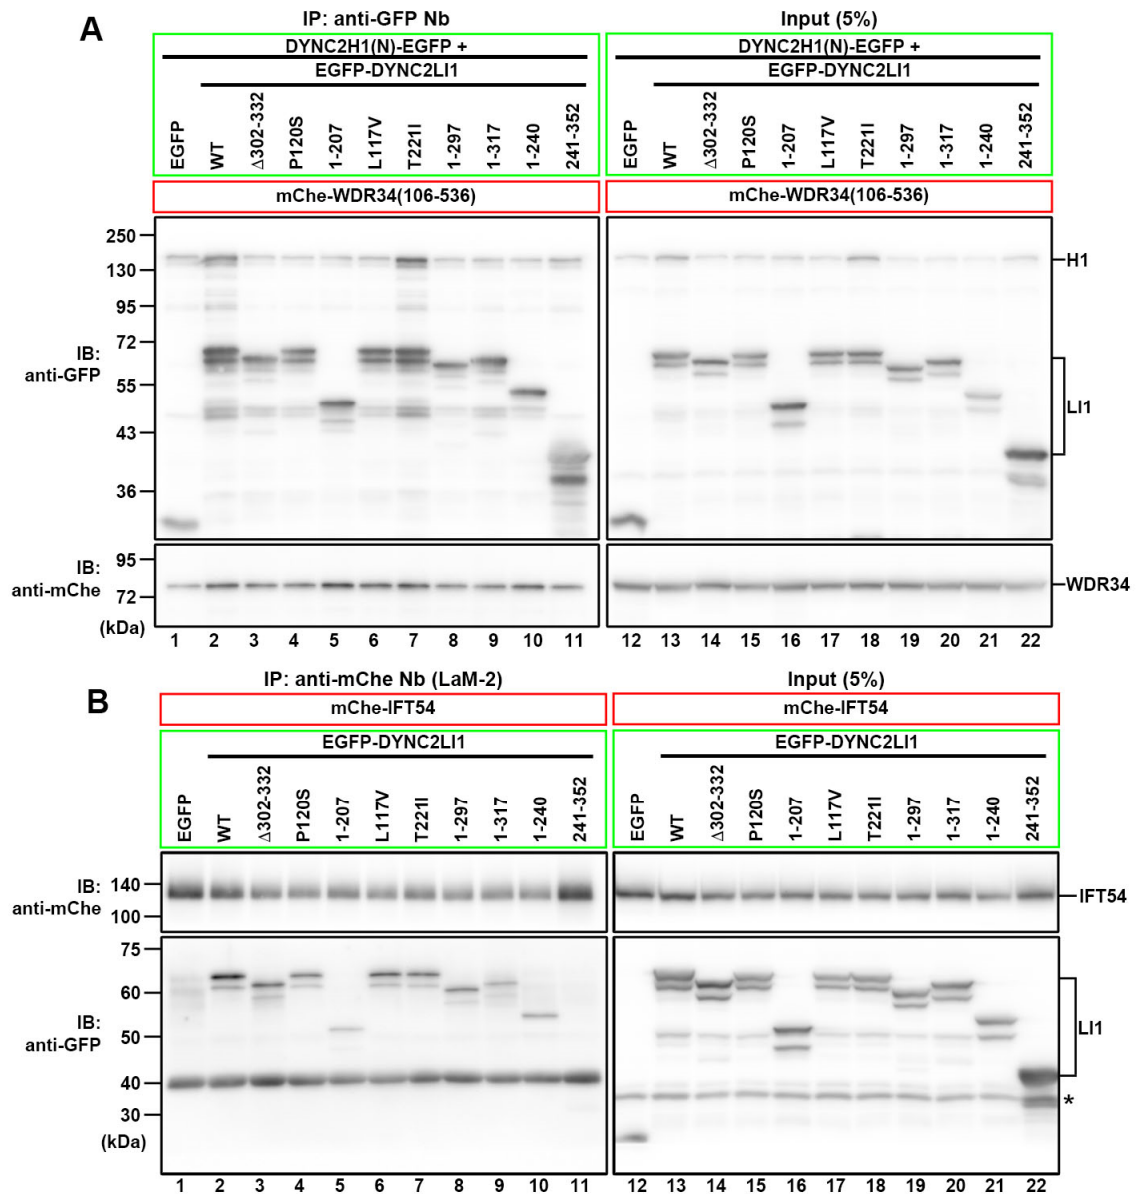 A
IP: anti-GFP Nb
Input (5%)
DYNC2H1(N)-EGFP +
DYNC2H1(N)-EGFP +
EGFP-DYNC2LI1
EGFP-DYNC2LI1
EGFP WT Δ302-332 P120S 1-207 L117V T221I 1-297 1-317 1-240 241-352
EGFP WT Δ302-332 P120S 1-207 L117V T221I 1-297 1-317 1-240 241-352
mChe-WDR34(106-536)
mChe-WDR34(106-536)
250
130
95
72
55
43
36
IB:
anti-GFP
H1
LI1
95
72
IB:
anti-mChe
(kDa)
WDR34
1 2 3 4 5 6 7 8 9 10 11
12 13 14 15 16 17 18 19 20 21 22
B
IP: anti-mChe Nb (LaM-2)
Input (5%)
mChe-IFT54
mChe-IFT54
EGFP-DYNC2LI1
EGFP-DYNC2LI1
EGFP WT Δ302-332 P120S 1-207 L117V T221I 1-297 1-317 1-240 241-352
EGFP WT Δ302-332 P120S 1-207 L117V T221I 1-297 1-317 1-240 241-352
140
100
IB:
anti-mChe
IFT54
75
60
50
40
30
IB:
anti-GFP
(kDa)
LI1
*
1 2 3 4 5 6 7 8 9 10 11
12 13 14 15 16 17 18 19 20 21 22